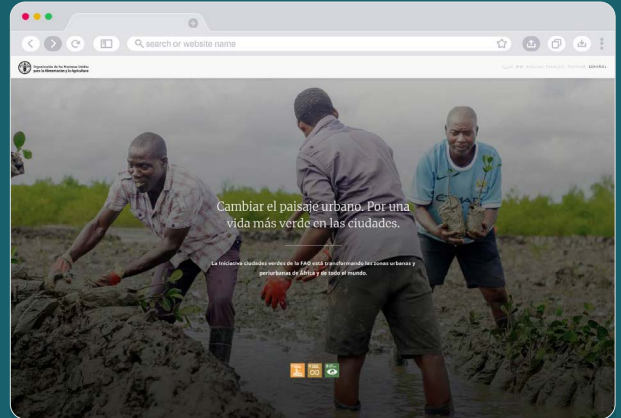 search or website name
Organización de las Naciones Unidas
para la Alimentación y la Agricultura
ESPAÑOL
Cambiar el paisaje urbano. Por una
vida más verde en las ciudades.
La Iniciativa ciudades verdes de la FAO está transformando las zonas urbanas y
periurbanas de África y de todo el mundo.